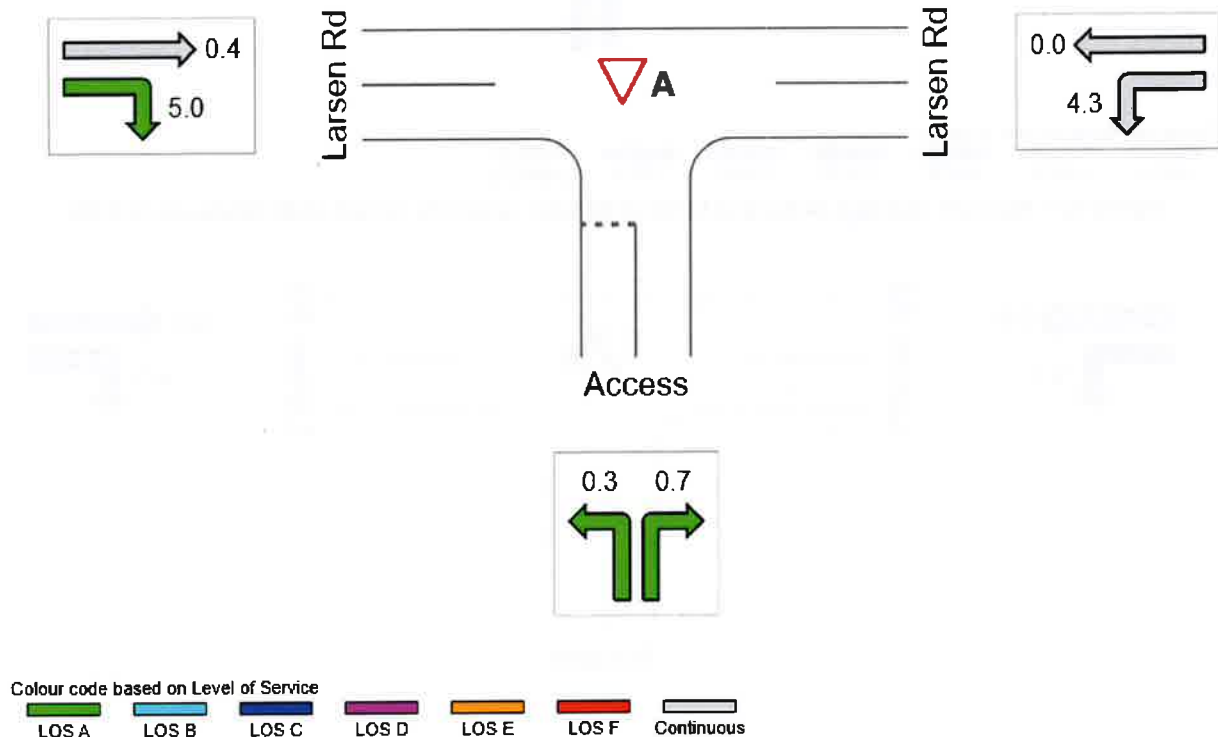 0.4
5.0
Larsen Rd
A
Larsen Rd
0.0
4.3
Access
0.3 0.7
Colour code based on Level of Service
LOS A LOS B LOS C LOS D LOS E LOS F Continuous